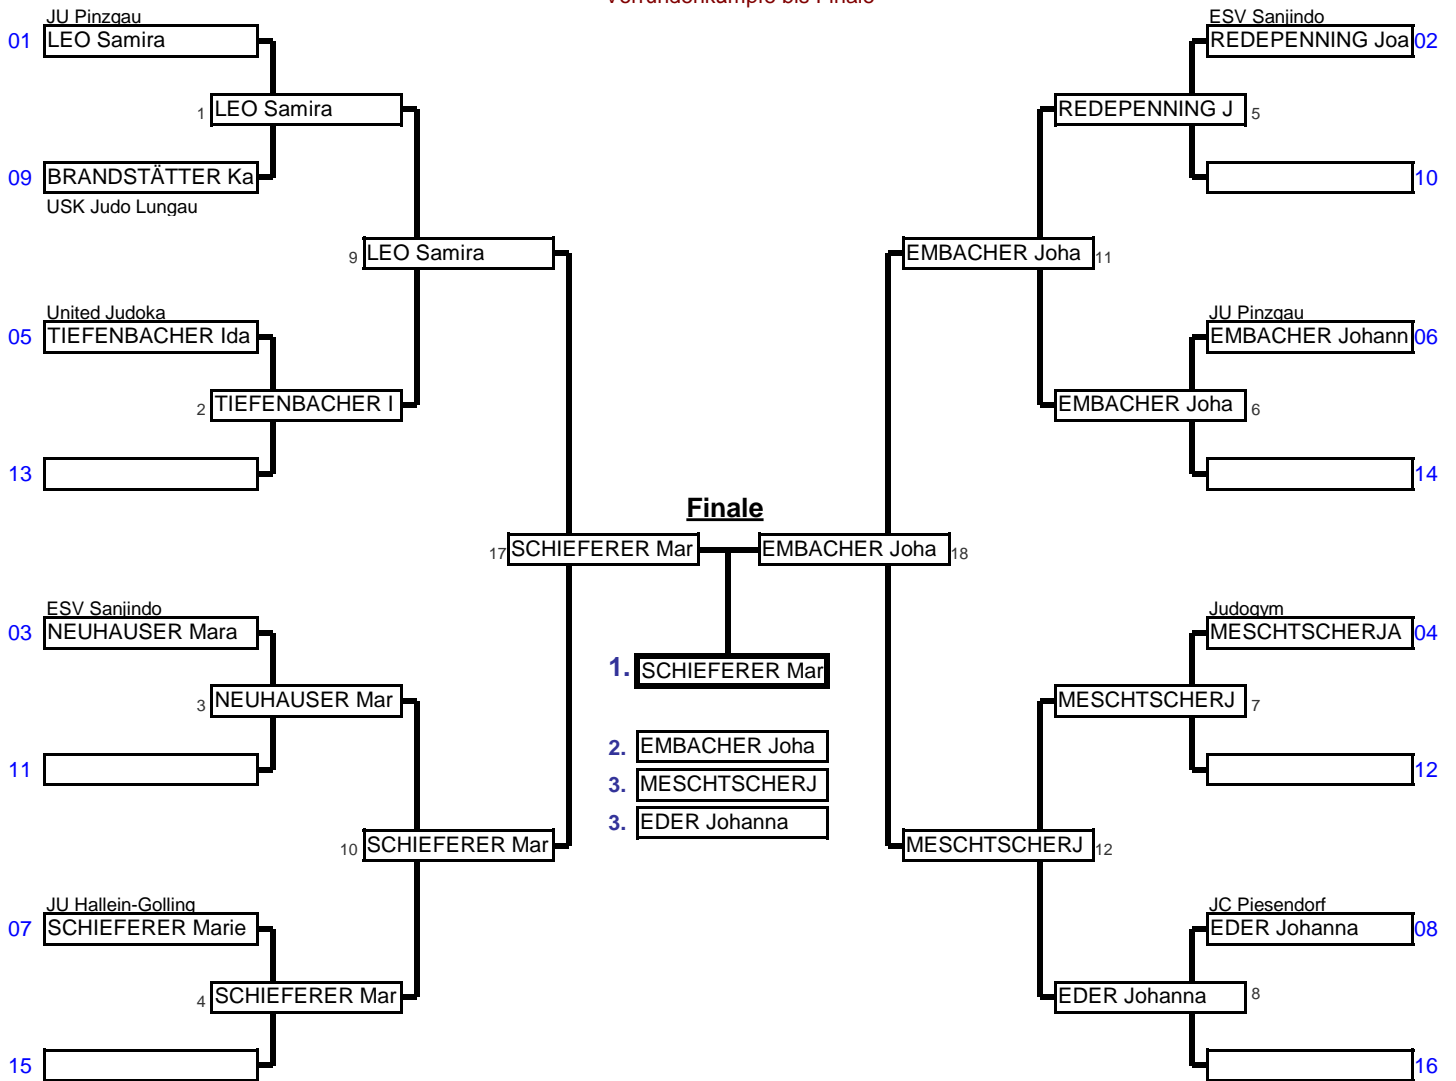 Vorrundenkämpfe bis Finale
JU Pinzgau
01 LEO Samira
1 LEO Samira
09 BRANDSTÄTTER Ka
USK Judo Lungau
9 LEO Samira
United Judoka
05 TIEFENBACHER Ida
2 TIEFENBACHER I
13
17 SCHIEFERER Mar
ESV Sanjindo
03 NEUHAUSER Mara
3 NEUHAUSER Mar
11
10 SCHIEFERER Mar
JU Hallein-Golling
07 SCHIEFERER Marie
4 SCHIEFERER Mar
15
Finale
1. SCHIEFERER Mar
2. EMBACHER Joha
3. MESCHTSCHERJ
3. EDER Johanna
ESV Sanjindo
REDEPENNING Joa 02
REDEPENNING J 5
10
EMBACHER Joha 11
JU Pinzgau
EMBACHER Johann 06
EMBACHER Joha 6
14
EMBACHER Joha 18
Judogym
MESCHTSCHERJA 04
MESCHTSCHERJ 7
12
MESCHTSCHERJ 12
JC Piesendorf
EDER Johanna 08
EDER Johanna 8
16